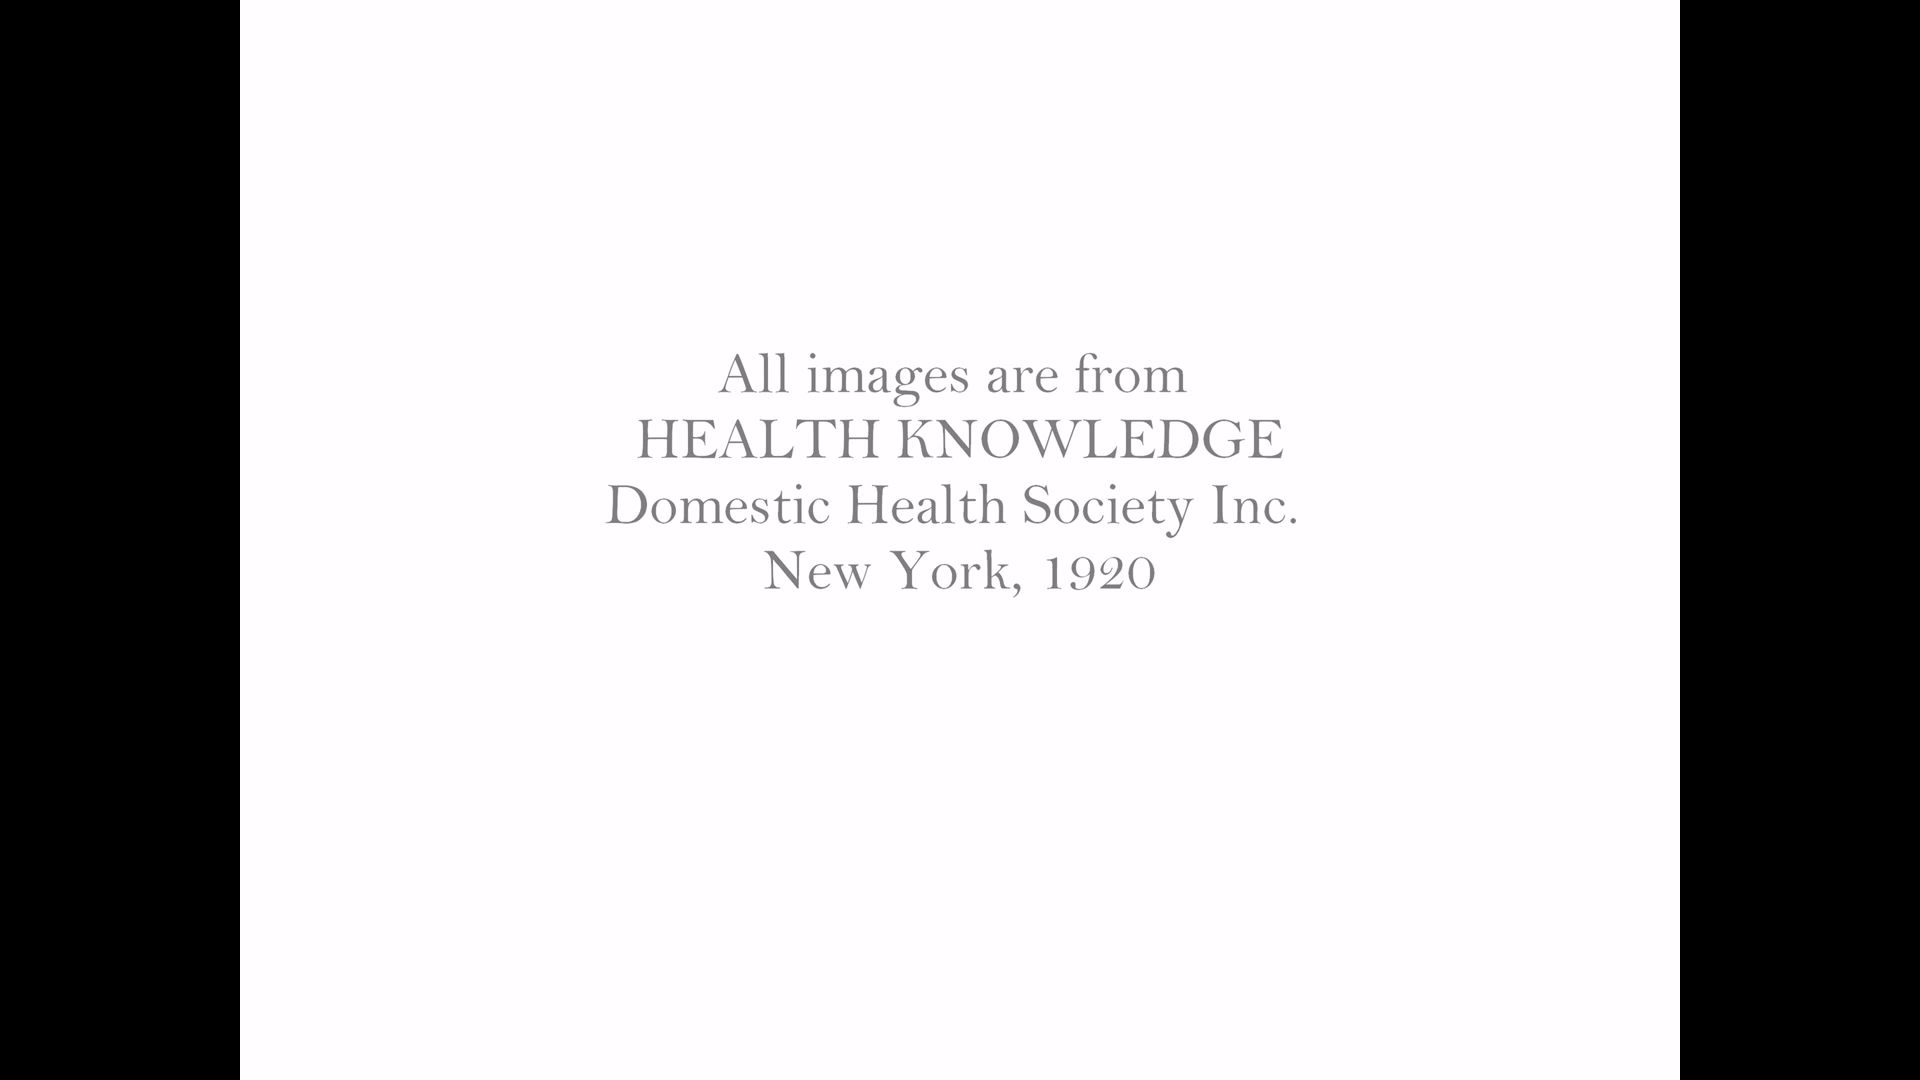 All images are from
HEALTH KNOWLEDGE
Domestic Health Society Inc.
New York, 1920